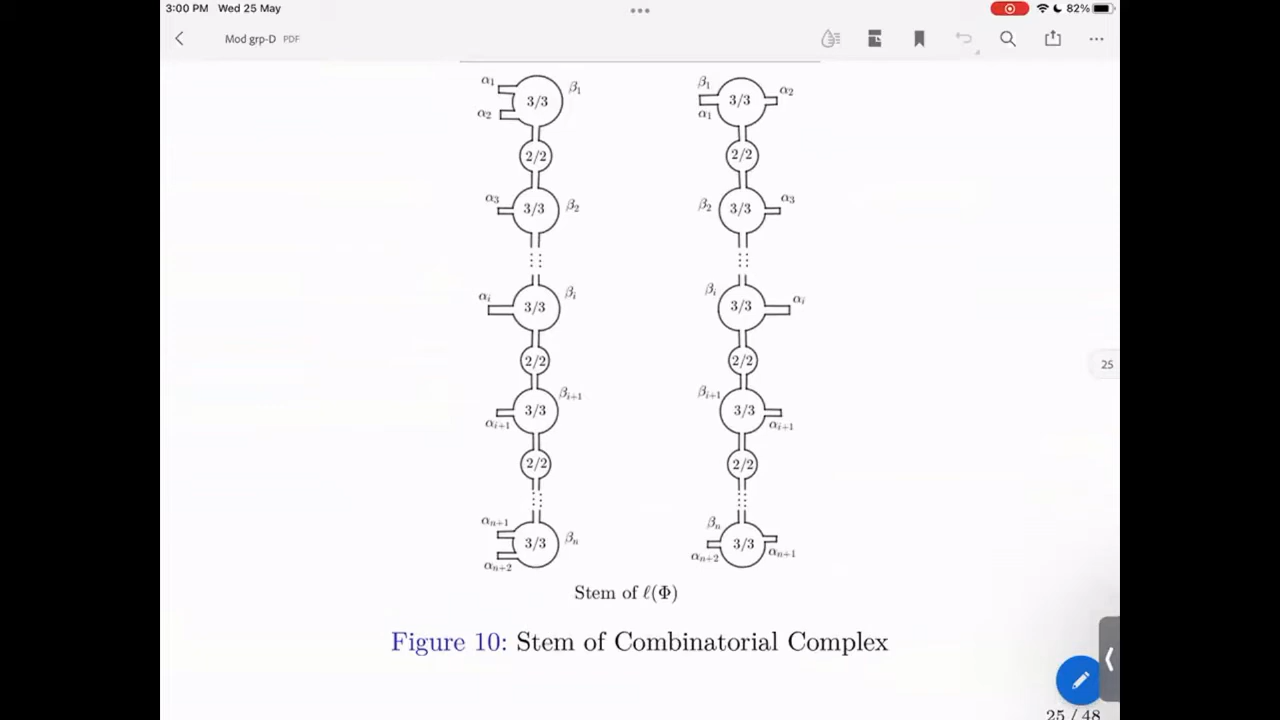 3:00 PM Wed 25 May
82%
Mod grp-D PDF
α₁ 3/3 β₁
α₂
2/2
α₃ 3/3 β₂
αᵢ 3/3 βᵢ
2/2
αᵢ₊₁ 3/3 βᵢ₊₁
2/2
αₙ₊₁ 3/3 βₙ
αₙ₊₂
β₁ 3/3 α₂
α₁
2/2
β₂ 3/3 α₃
βᵢ 3/3 αᵢ
2/2
βᵢ₊₁ 3/3 αᵢ₊₁
2/2
βₙ 3/3
αₙ₊₂ αₙ₊₁
Stem of ℓ(Φ)
Figure 10: Stem of Combinatorial Complex
25
25 / 48